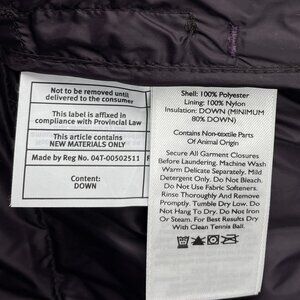 Not to be removed until
delivered to the consumer
This label is affixed in
compliance with Provincial Law
This article contains
NEW MATERIALS ONLY
Made by Reg No. 04T-00502511
Content:
DOWN
Shell: 100% Polyester
Lining: 100% Nylon
Insulation: DOWN (MINIMUM
80% DOWN)
Contains Non-textile Parts
Of Animal Origin
Secure All Garment Closures
Before Laundering. Machine Wash
Warm Delicate Separately. Mild
Detergent Only. Do Not Bleach.
Do Not Use Fabric Softeners.
Rinse Thoroughly And Remove
Promptly. Tumble Dry Low. Do
Not Hang To Dry. Do Not Iron
Or Steam. For Best Results Dry
With Clean Tennis Ball.